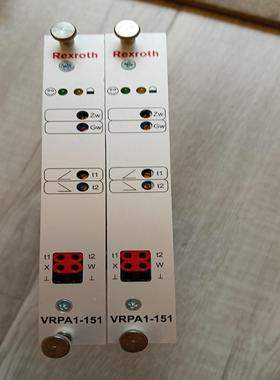 Rexroth
Zw
Gw
t1
t2
t1 t2
X W
⊥ ⊥
VRPA1-151
Rexroth
Zw
Gw
t1
t2
t1 t2
X W
⊥ ⊥
VRPA1-151